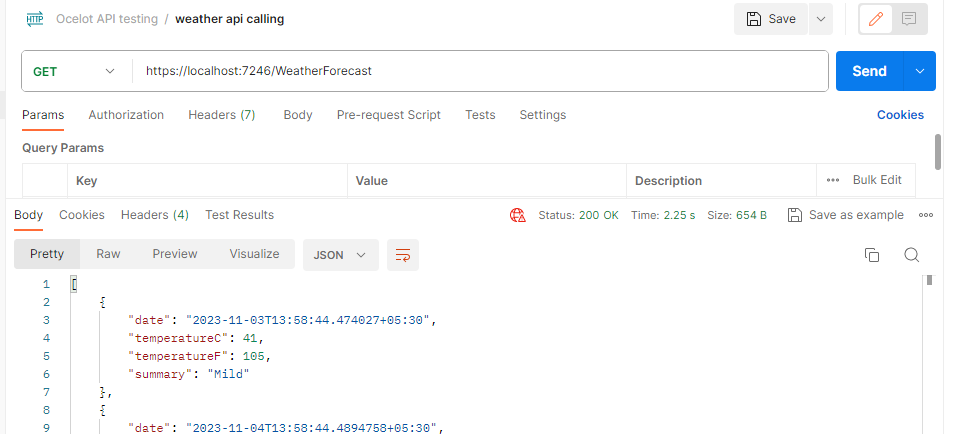 HTTP Ocelot API testing / weather api calling Save
GET https://localhost:7246/WeatherForecast Send
Params Authorization Headers (7) Body Pre-request Script Tests Settings Cookies
Query Params
Key Value Description ••• Bulk Edit
Body Cookies Headers (4) Test Results Status: 200 OK Time: 2.25 s Size: 654 B Save as example
Pretty Raw Preview Visualize JSON
1 [
2 {
3 "date": "2023-11-03T13:58:44.474027+05:30",
4 "temperatureC": 41,
5 "temperatureF": 105,
6 "summary": "Mild"
7 },
8 {
9 "date": "2023-11-04T13:58:44.4894758+05:30",